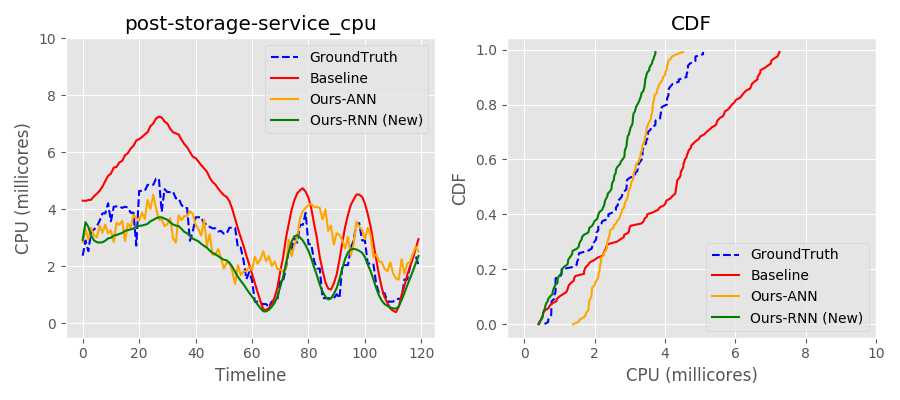 post-storage-service_cpu
CPU (millicores)
10
8
6
4
2
0
0
20
40
60
80
100
120
Timeline
GroundTruth
Baseline
Ours-ANN
Ours-RNN (New)
CDF
CDF
1.0
0.8
0.6
0.4
0.2
0.0
0
2
4
6
8
10
CPU (millicores)
GroundTruth
Baseline
Ours-ANN
Ours-RNN (New)